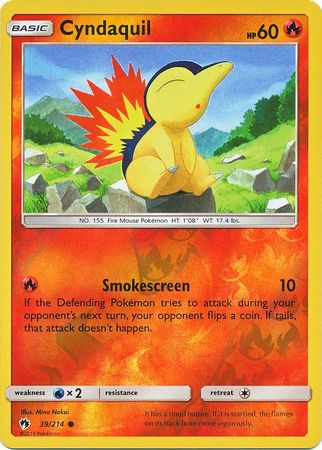 BASIC Cyndaquil HP60
NO. 155 Fire Mouse Pokémon HT: 1'08" WT: 17.4 lbs.
Smokescreen 10
If the Defending Pokémon tries to attack during your
opponent's next turn, your opponent flips a coin. If tails,
that attack doesn't happen.
weakness ×2 resistance retreat
Illus. Mina Nakai
39/214
©2018 Pokémon
It has a timid nature. If it is startled, the flames
on its back burn more vigorously.